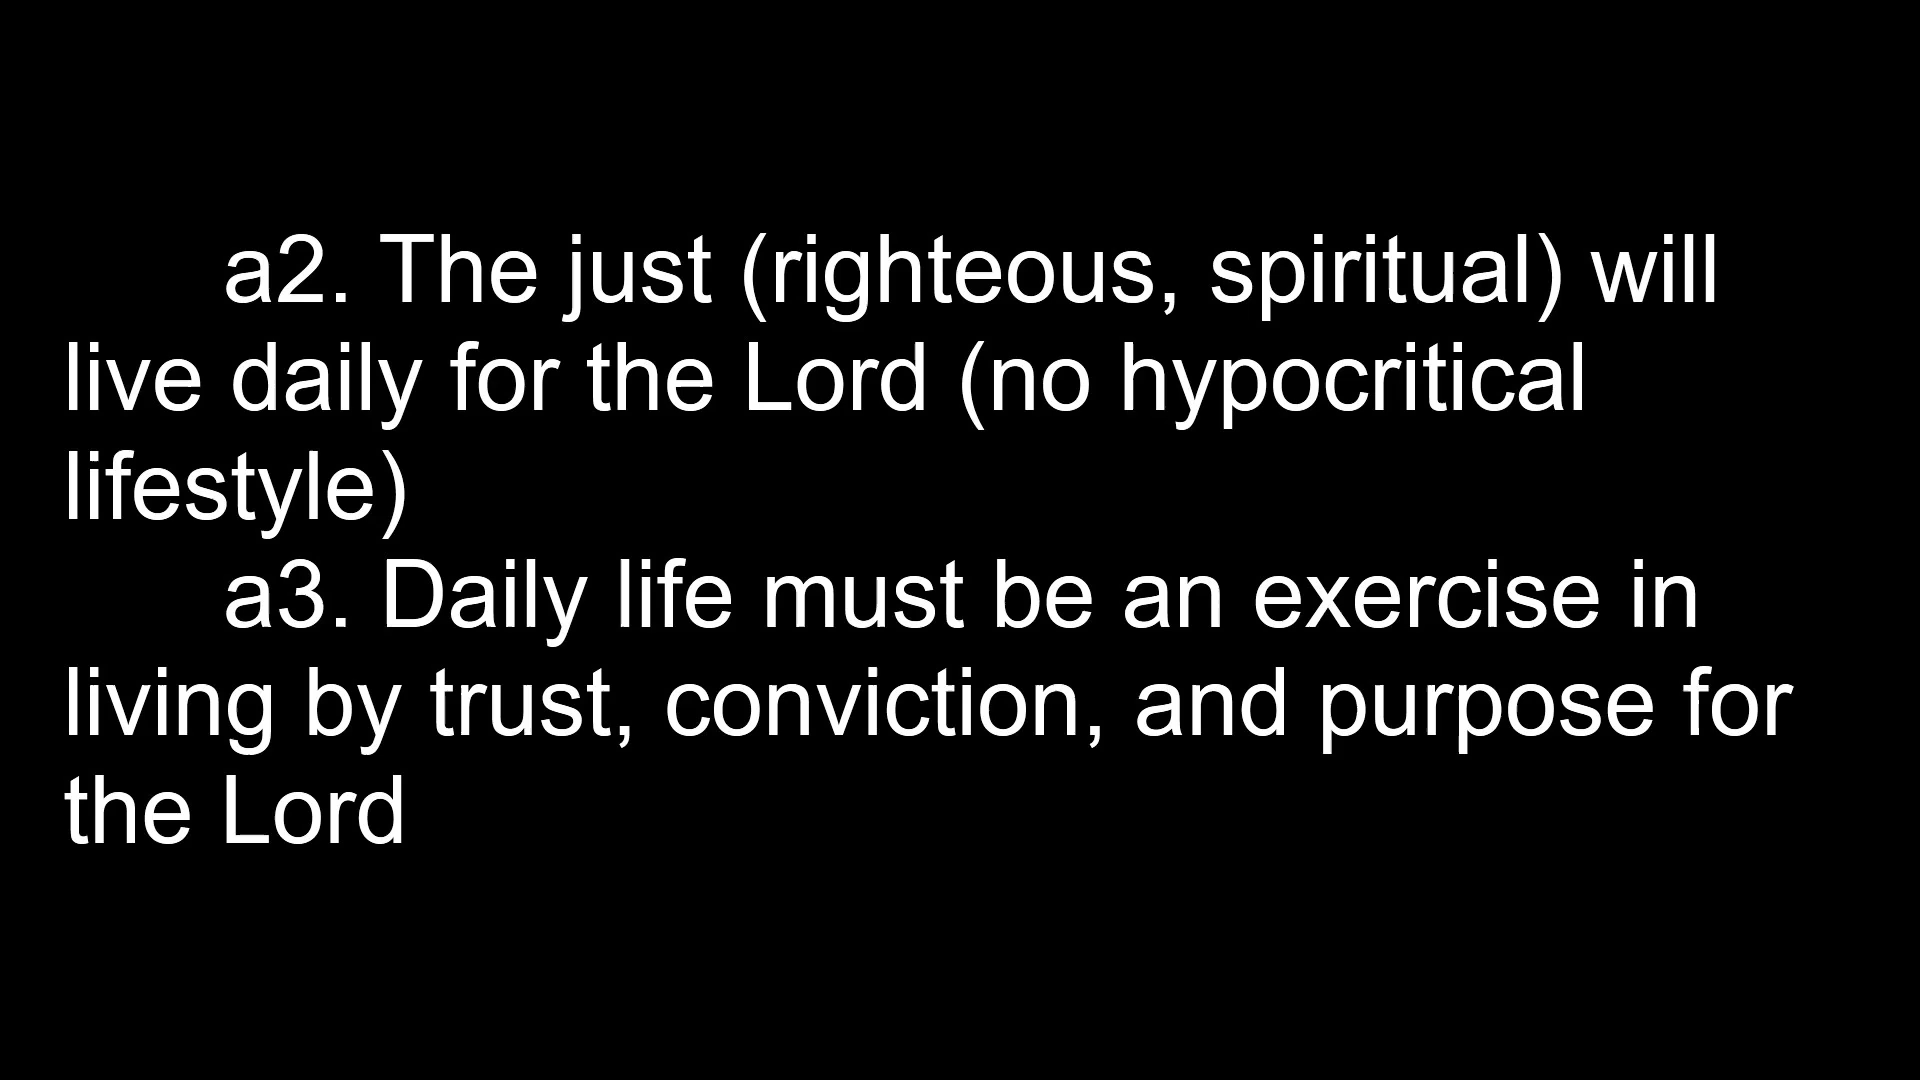 a2. The just (righteous, spiritual) will
live daily for the Lord (no hypocritical
lifestyle)
a3. Daily life must be an exercise in
living by trust, conviction, and purpose for
the Lord